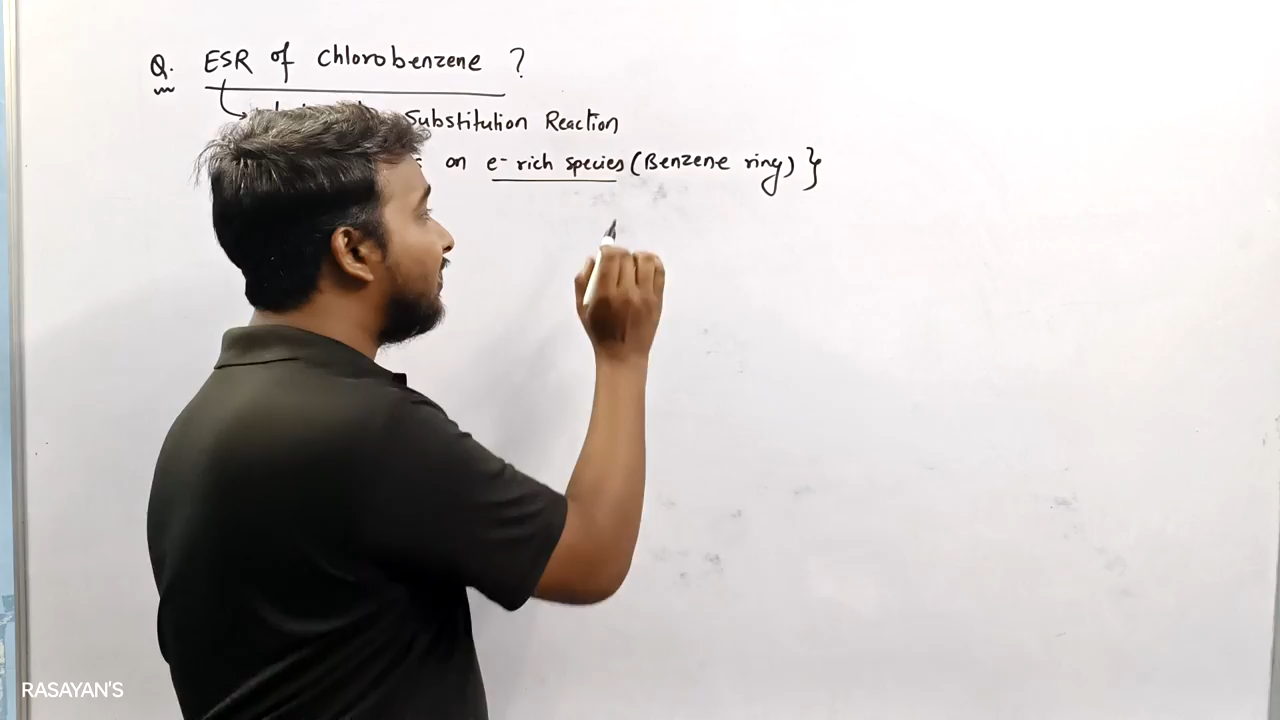 Q. ESR of Chlorobenzene ?
Substitution Reaction
on e- rich species (Benzene ring) }
RASAYAN'S